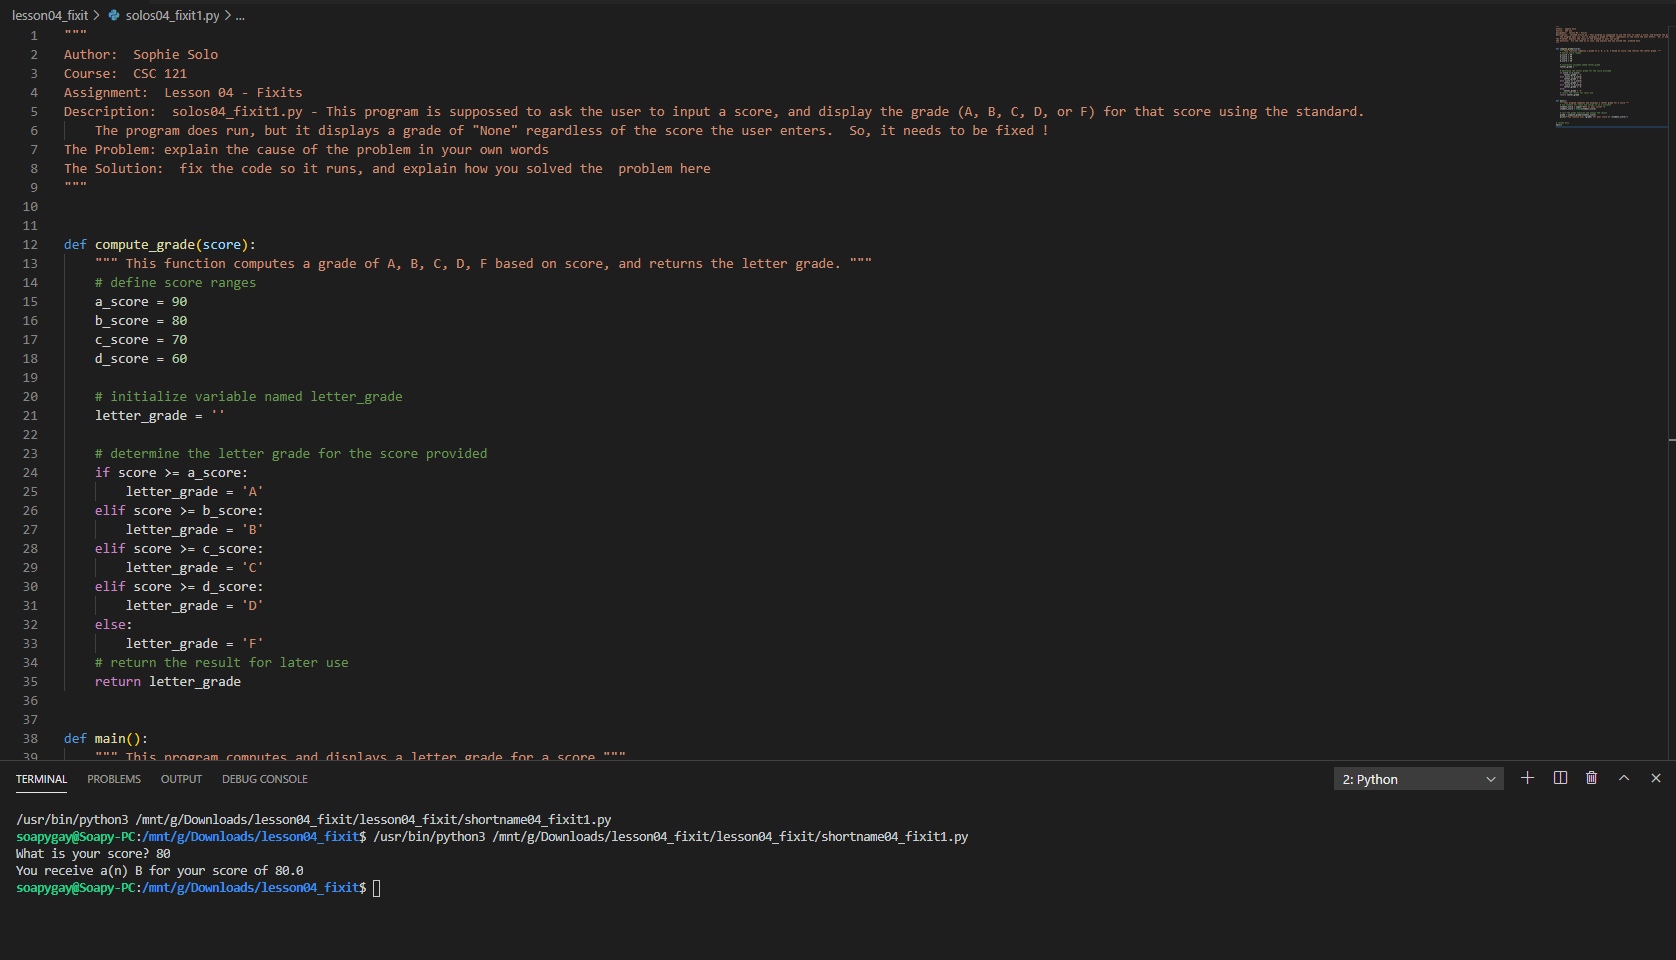 lesson04_fixit > solos04_fixit1.py > ...
1 """
2 Author:  Sophie Solo
3 Course:  CSC 121
4 Assignment:  Lesson 04 - Fixits
5 Description:  solos04_fixit1.py - This program is suppossed to ask the user to input a score, and display the grade (A, B, C, D, or F) for that score using the standard.
6     The program does run, but it displays a grade of "None" regardless of the score the user enters.  So, it needs to be fixed !
7 The Problem: explain the cause of the problem in your own words
8 The Solution:  fix the code so it runs, and explain how you solved the  problem here
9 """
10
11
12 def compute_grade(score):
13     """ This function computes a grade of A, B, C, D, F based on score, and returns the letter grade. """
14     # define score ranges
15     a_score = 90
16     b_score = 80
17     c_score = 70
18     d_score = 60
19
20     # initialize variable named letter_grade
21     letter_grade = ''
22
23     # determine the letter grade for the score provided
24     if score >= a_score:
25         letter_grade = 'A'
26     elif score >= b_score:
27         letter_grade = 'B'
28     elif score >= c_score:
29         letter_grade = 'C'
30     elif score >= d_score:
31         letter_grade = 'D'
32     else:
33         letter_grade = 'F'
34     # return the result for later use
35     return letter_grade
36
37
38 def main():
39     """ This program computes and displays a letter grade for a score """
TERMINAL PROBLEMS OUTPUT DEBUG CONSOLE 2: Python
/usr/bin/python3 /mnt/g/Downloads/lesson04_fixit/lesson04_fixit/shortname04_fixit1.py
soapygay@Soapy-PC:/mnt/g/Downloads/lesson04_fixit$ /usr/bin/python3 /mnt/g/Downloads/lesson04_fixit/lesson04_fixit/shortname04_fixit1.py
What is your score? 80
You receive a(n) B for your score of 80.0
soapygay@Soapy-PC:/mnt/g/Downloads/lesson04_fixit$